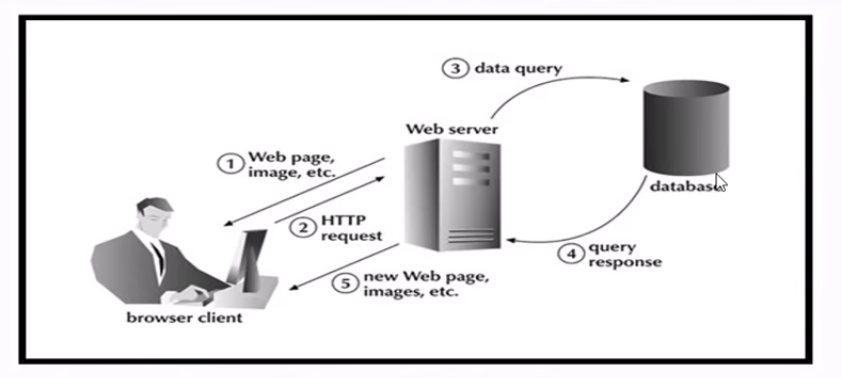 3 data query
Web server
1 Web page,
image, etc.
database
2 HTTP
request
4 query
response
5 new Web page,
images, etc.
browser client